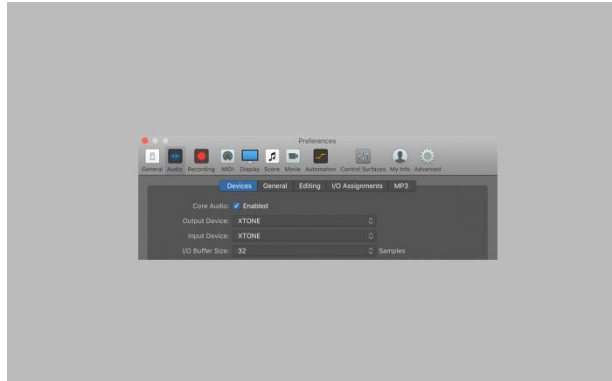 Preferences
General Audio Recording MIDI Display Score Movie Automation Control Surfaces My Info Advanced
Devices General Editing I/O Assignments MP3
Core Audio: Enabled
Output Device: XTONE
Input Device: XTONE
I/O Buffer Size: 32 Samples